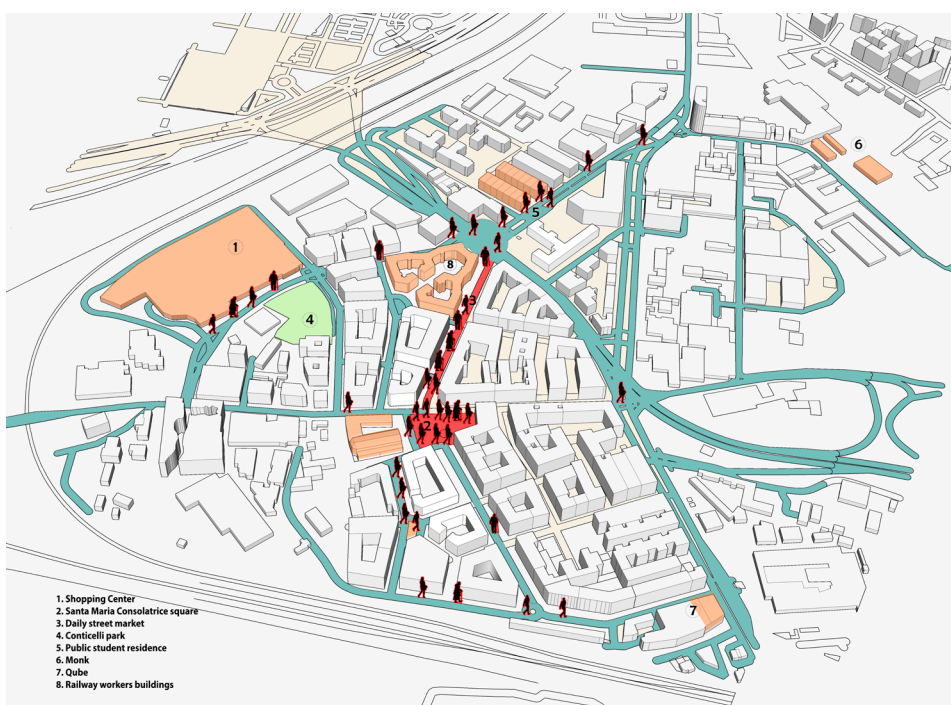 6
5
1
8
3
4
2
7
1. Shopping Center
2. Santa Maria Consolatrice square
3. Daily street market
4. Conticelli park
5. Public student residence
6. Monk
7. Qube
8. Railway workers buildings